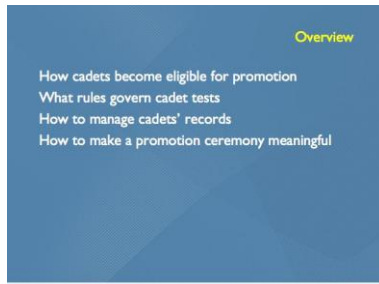 Overview
How cadets become eligible for promotion
What rules govern cadet tests
How to manage cadets' records
How to make a promotion ceremony meaningful